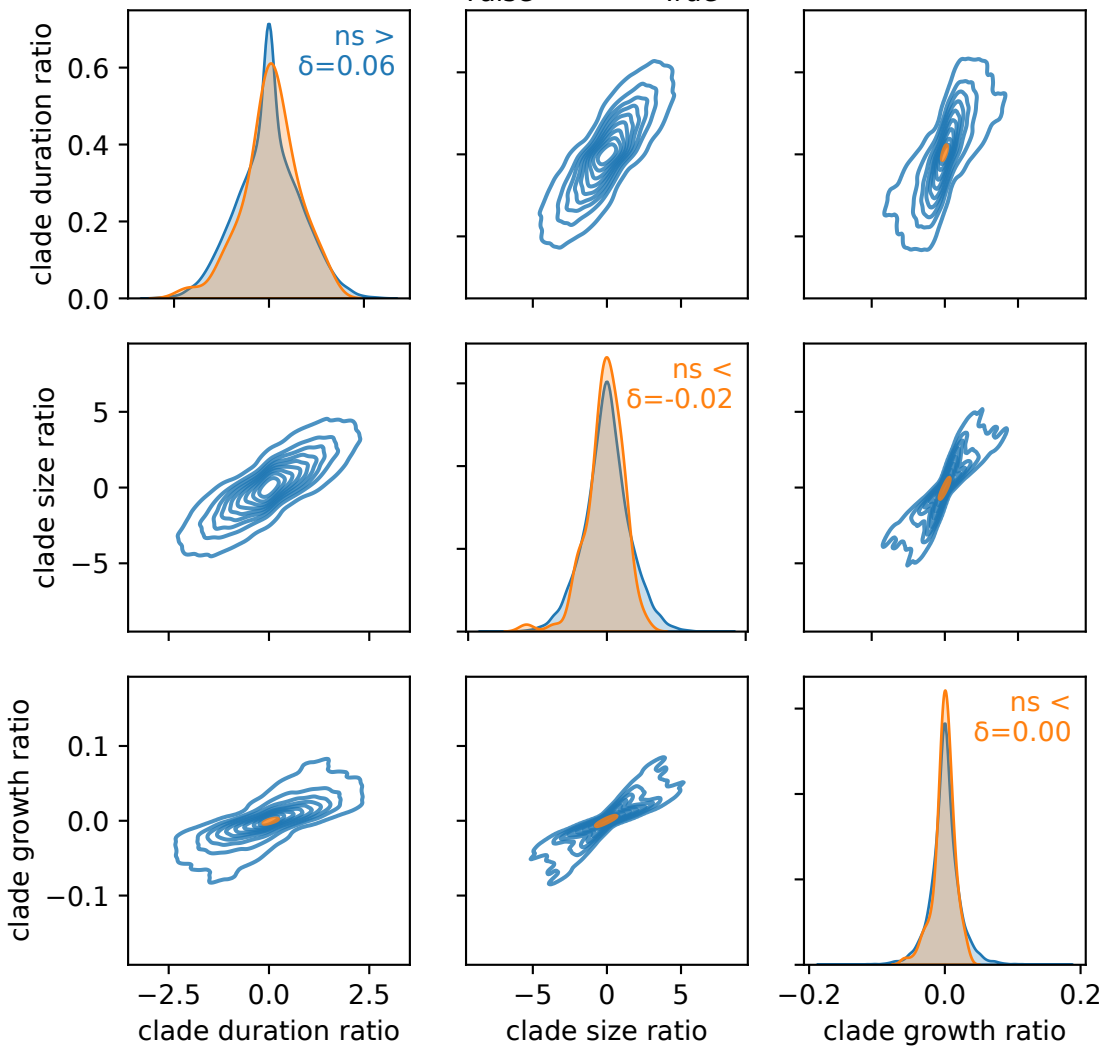 False True
clade duration ratio
0.6
0.4
0.2
0.0
ns >
δ=0.06
clade size ratio
5
0
−5
ns <
δ=-0.02
clade growth ratio
0.1
0.0
−0.1
ns <
δ=0.00
−2.5 0.0 2.5
−5 0 5
−0.2 0.0 0.2
clade duration ratio
clade size ratio
clade growth ratio